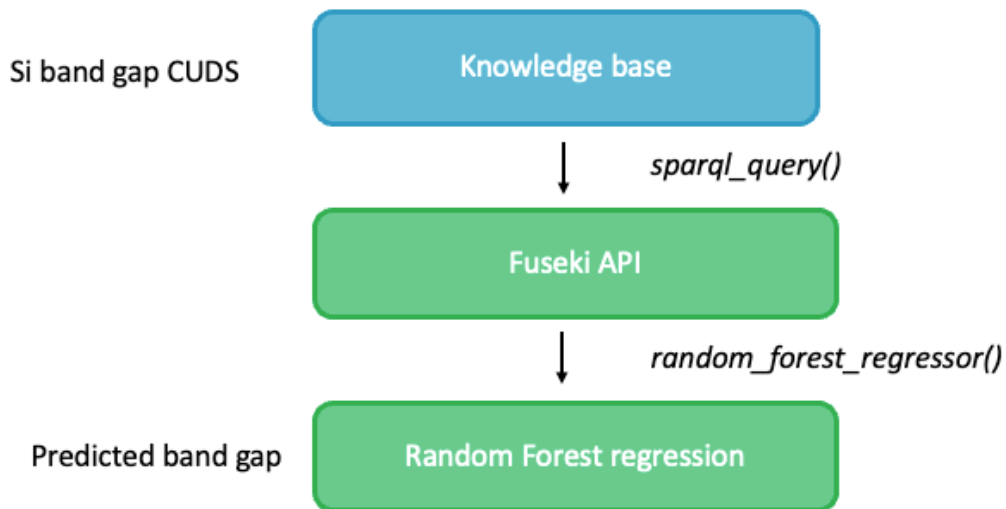 Si band gap CUDS
Knowledge base
sparql_query()
Fuseki API
random_forest_regressor()
Predicted band gap
Random Forest regression